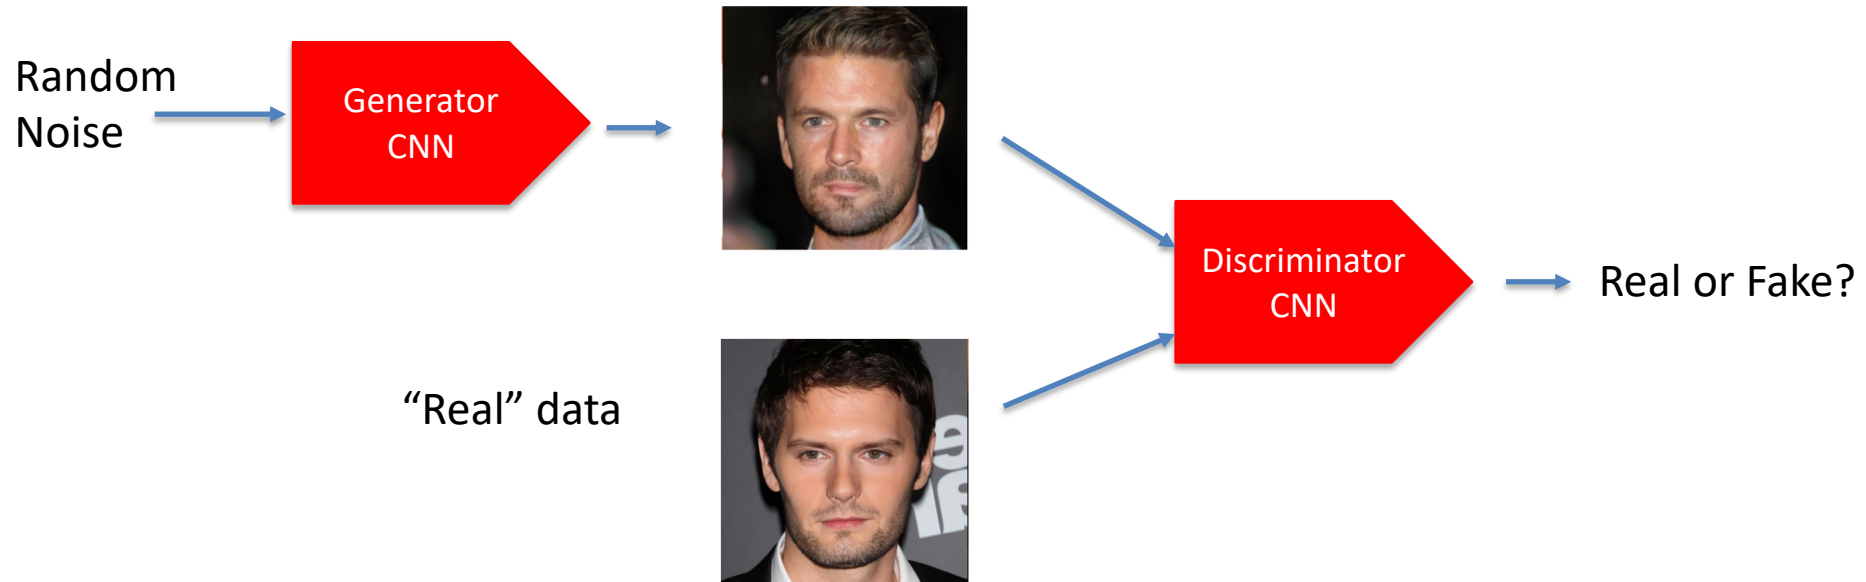 Random
Noise
Generator
CNN
Discriminator
CNN
Real or Fake?
“Real” data